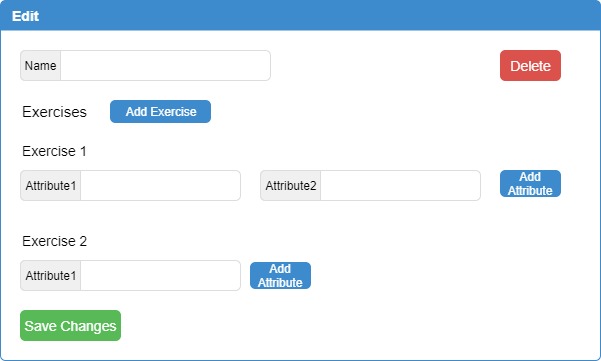 Edit
Name
Delete
Exercises
Add Exercise
Exercise 1
Attribute1
Attribute2
Add
Attribute
Exercise 2
Attribute1
Add
Attribute
Save Changes